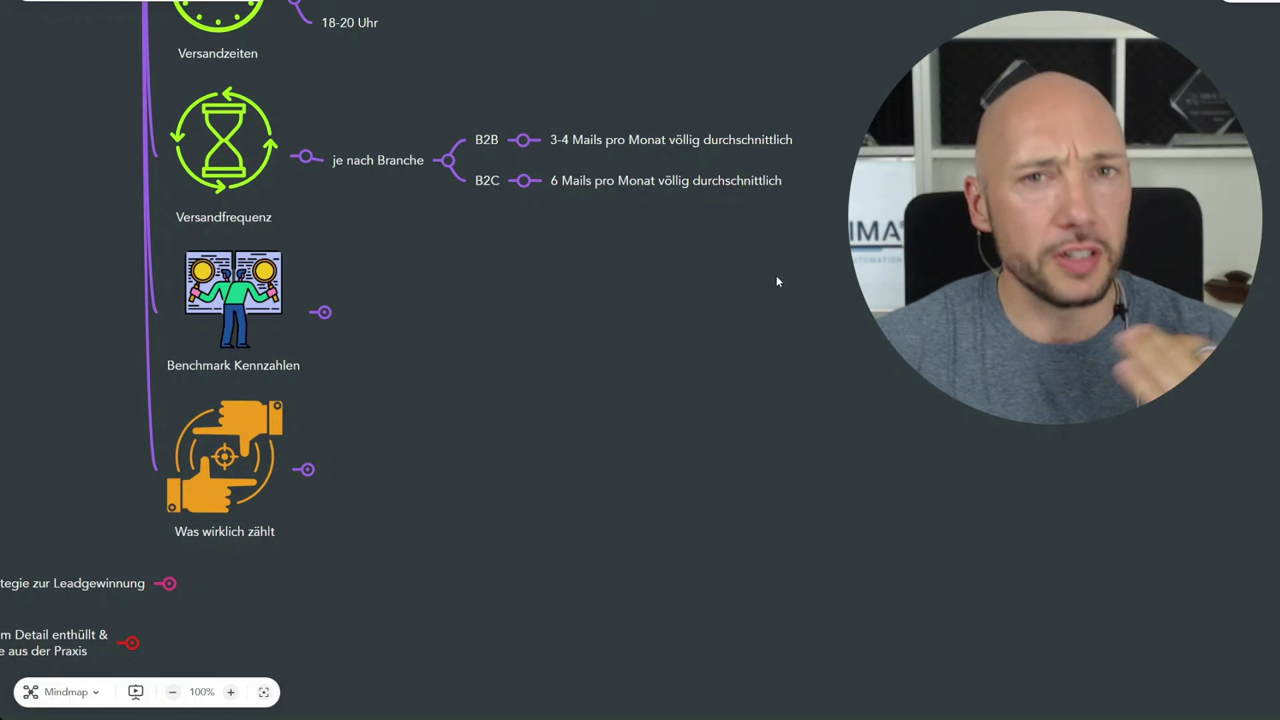 18-20 Uhr
Versandzeiten
B2B
3-4 Mails pro Monat völlig durchschnittlich
je nach Branche
B2C
6 Mails pro Monat völlig durchschnittlich
Versandfrequenz
IMA
AUTOMATION
Benchmark Kennzahlen
Was wirklich zählt
tegie zur Leadgewinnung
m Detail enthüllt &
e aus der Praxis
Mindmap
100%